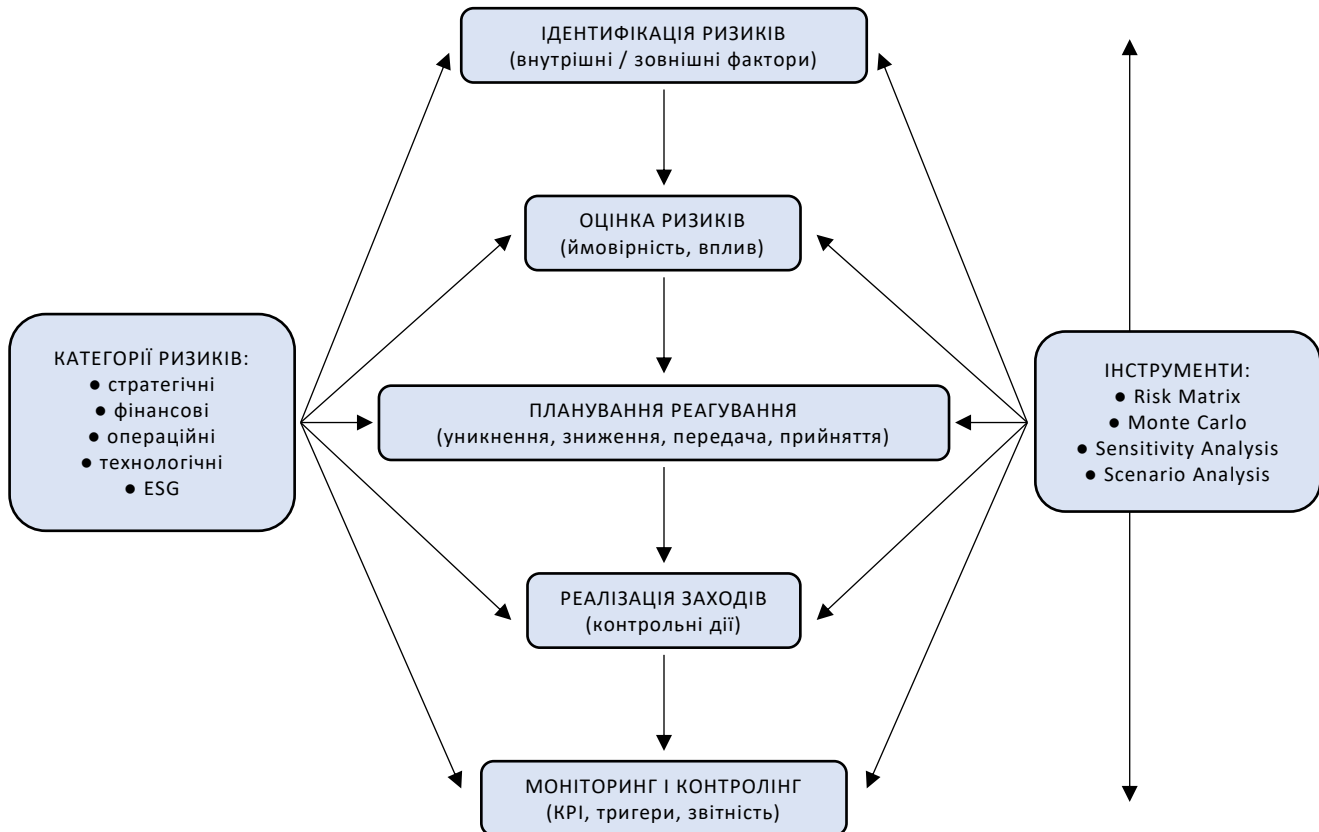 ІДЕНТИФІКАЦІЯ РИЗИКІВ
(внутрішні / зовнішні фактори)
ОЦІНКА РИЗИКІВ
(ймовірність, вплив)
КАТЕГОРІЇ РИЗИКІВ:
● стратегічні
● фінансові
● операційні
● технологічні
● ESG
ПЛАНУВАННЯ РЕАГУВАННЯ
(уникнення, зниження, передача, прийняття)
ІНСТРУМЕНТИ:
● Risk Matrix
● Monte Carlo
● Sensitivity Analysis
● Scenario Analysis
РЕАЛІЗАЦІЯ ЗАХОДІВ
(контрольні дії)
МОНІТОРИНГ І КОНТРОЛІНГ
(KPI, тригери, звітність)